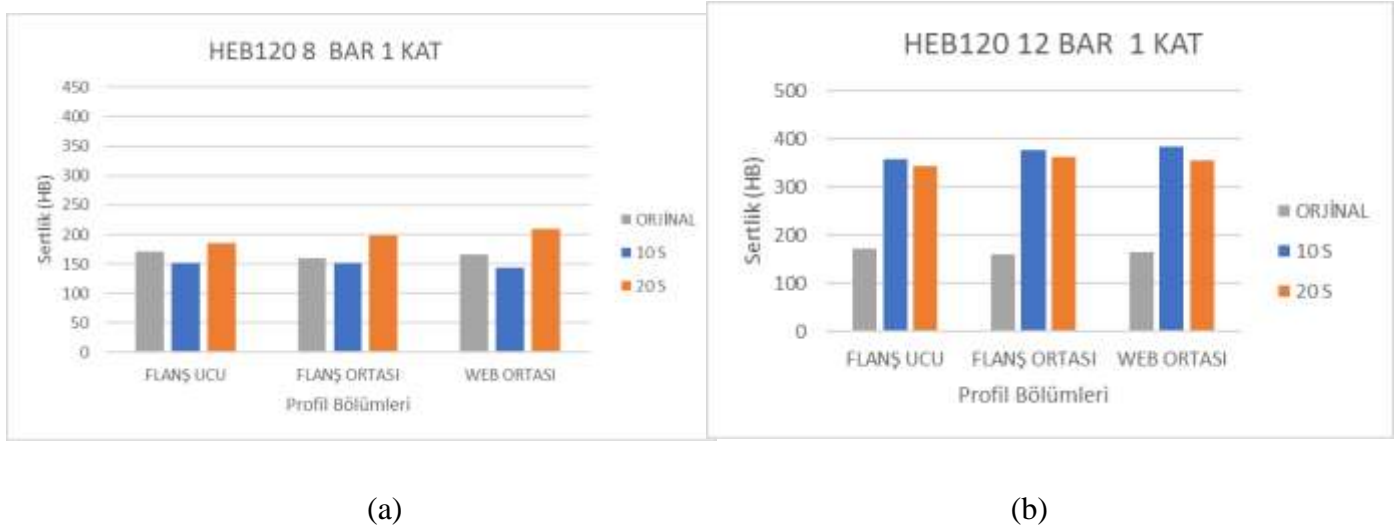 HEB120 8 BAR 1 KAT
Sertlik (HB)
450
400
350
300
250
200
150
100
50
0
FLANŞ UCU FLANŞ ORTASI WEB ORTASI
Profil Bölümleri
ORJİNAL
10 S
20 S
HEB120 12 BAR 1 KAT
Sertlik (HB)
500
400
300
200
100
0
FLANŞ UCU FLANŞ ORTASI WEB ORTASI
Profil Bölümleri
ORJİNAL
10 S
20 S
(a) (b)